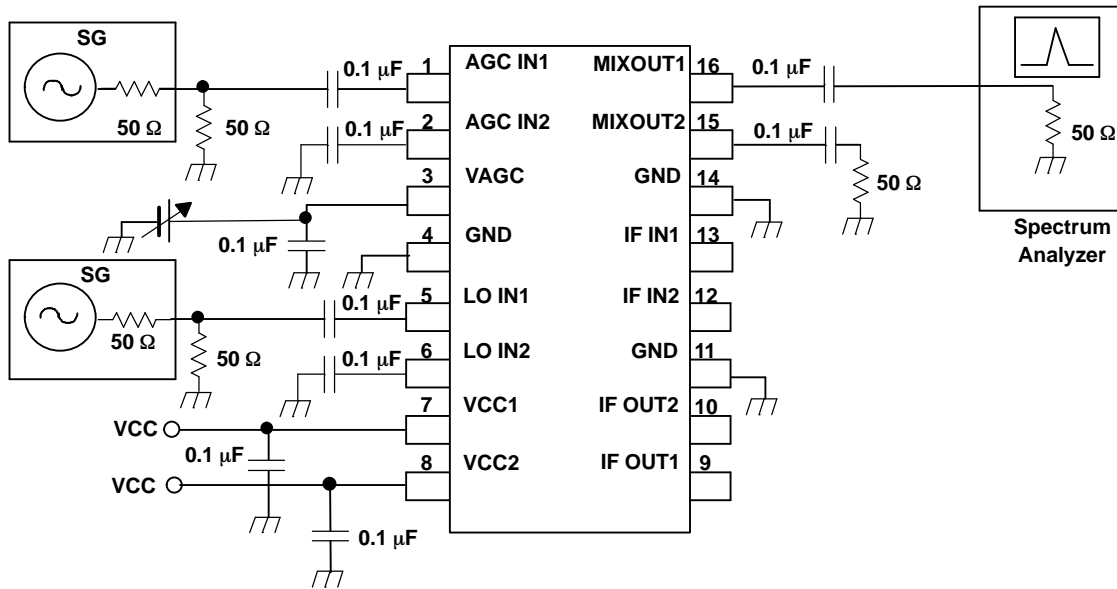 SG
50 Ω
50 Ω
0.1 μF
0.1 μF
0.1 μF
SG
50 Ω
50 Ω
0.1 μF
0.1 μF
VCC
0.1 μF
VCC
0.1 μF
1 AGC IN1
2 AGC IN2
3 VAGC
4 GND
5 LO IN1
6 LO IN2
7 VCC1
8 VCC2
MIXOUT1 16
MIXOUT2 15
GND 14
IF IN1 13
IF IN2 12
GND 11
IF OUT2 10
IF OUT1 9
0.1 μF
0.1 μF
50 Ω
50 Ω
Spectrum
Analyzer